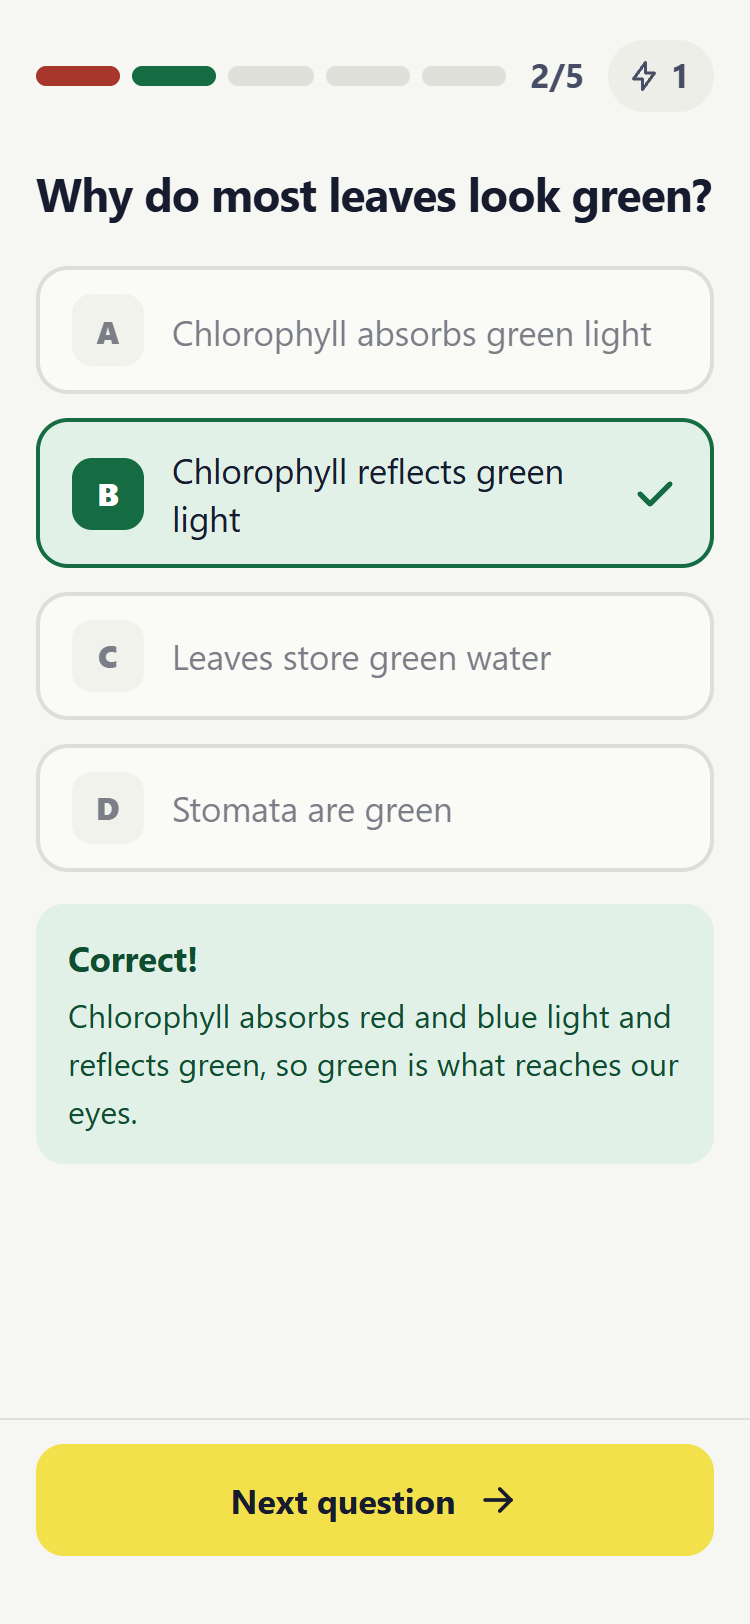 2/5 1
Why do most leaves look green?
A Chlorophyll absorbs green light
B Chlorophyll reflects green
light
C Leaves store green water
D Stomata are green
Correct!
Chlorophyll absorbs red and blue light and
reflects green, so green is what reaches our
eyes.
Next question